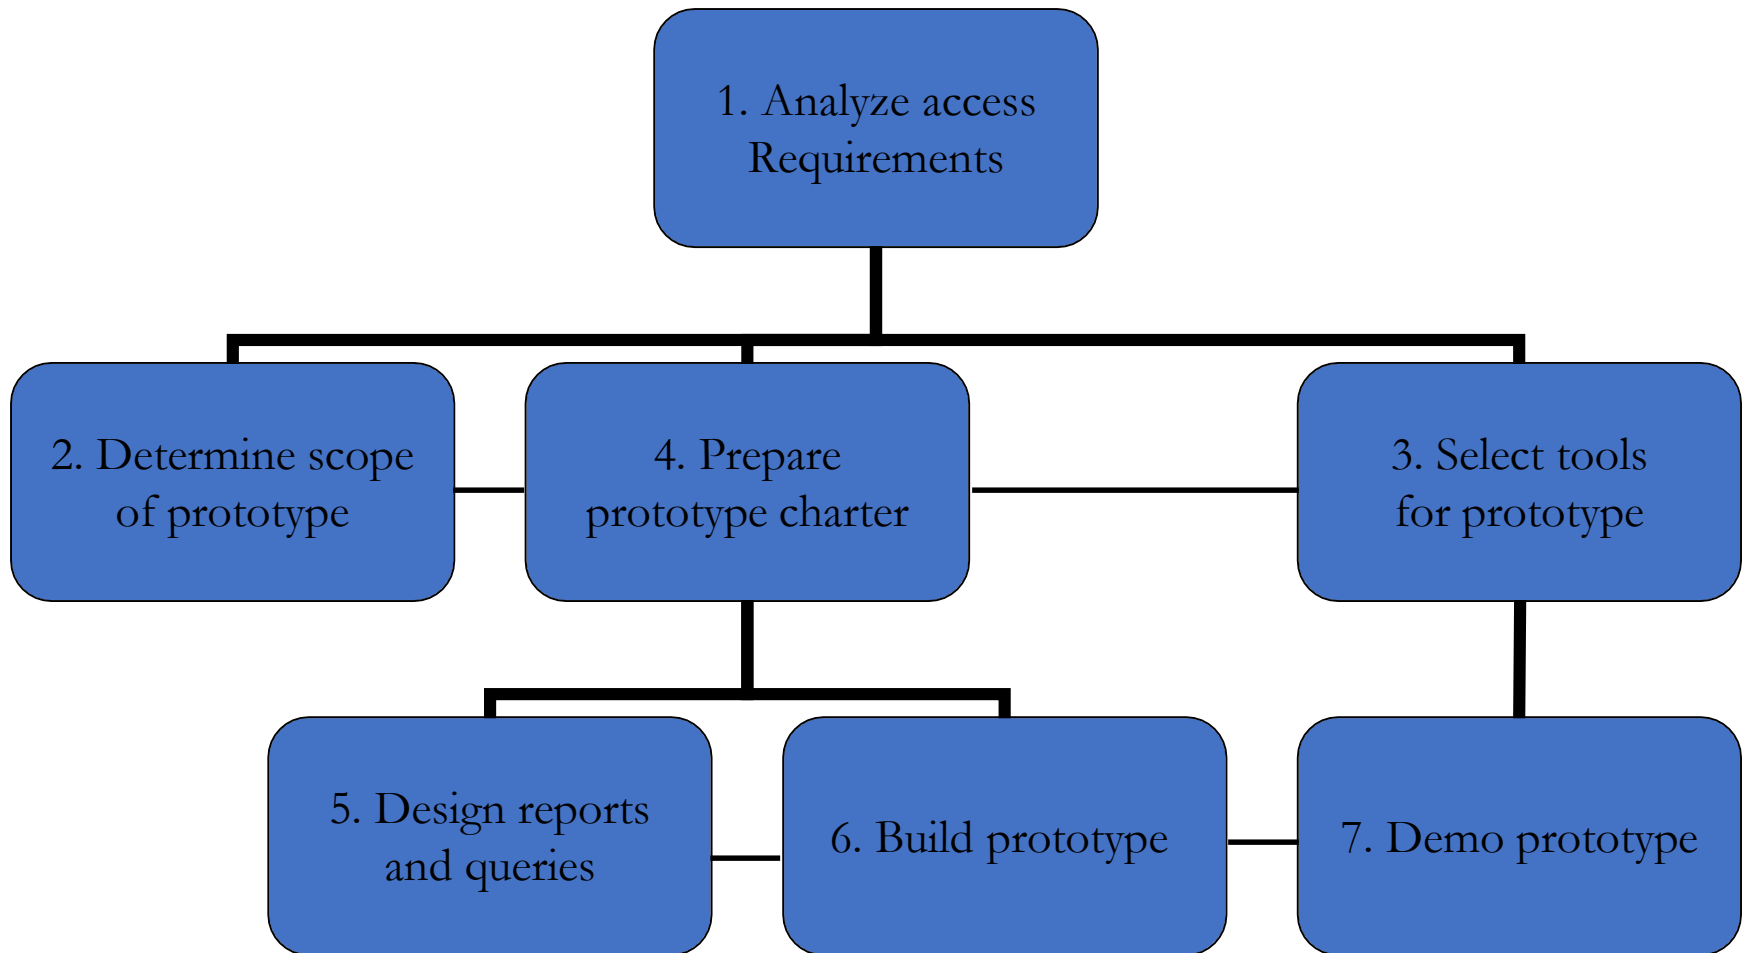 1. Analyze access
Requirements
2. Determine scope
of prototype
4. Prepare
prototype charter
3. Select tools
for prototype
5. Design reports
and queries
6. Build prototype
7. Demo prototype